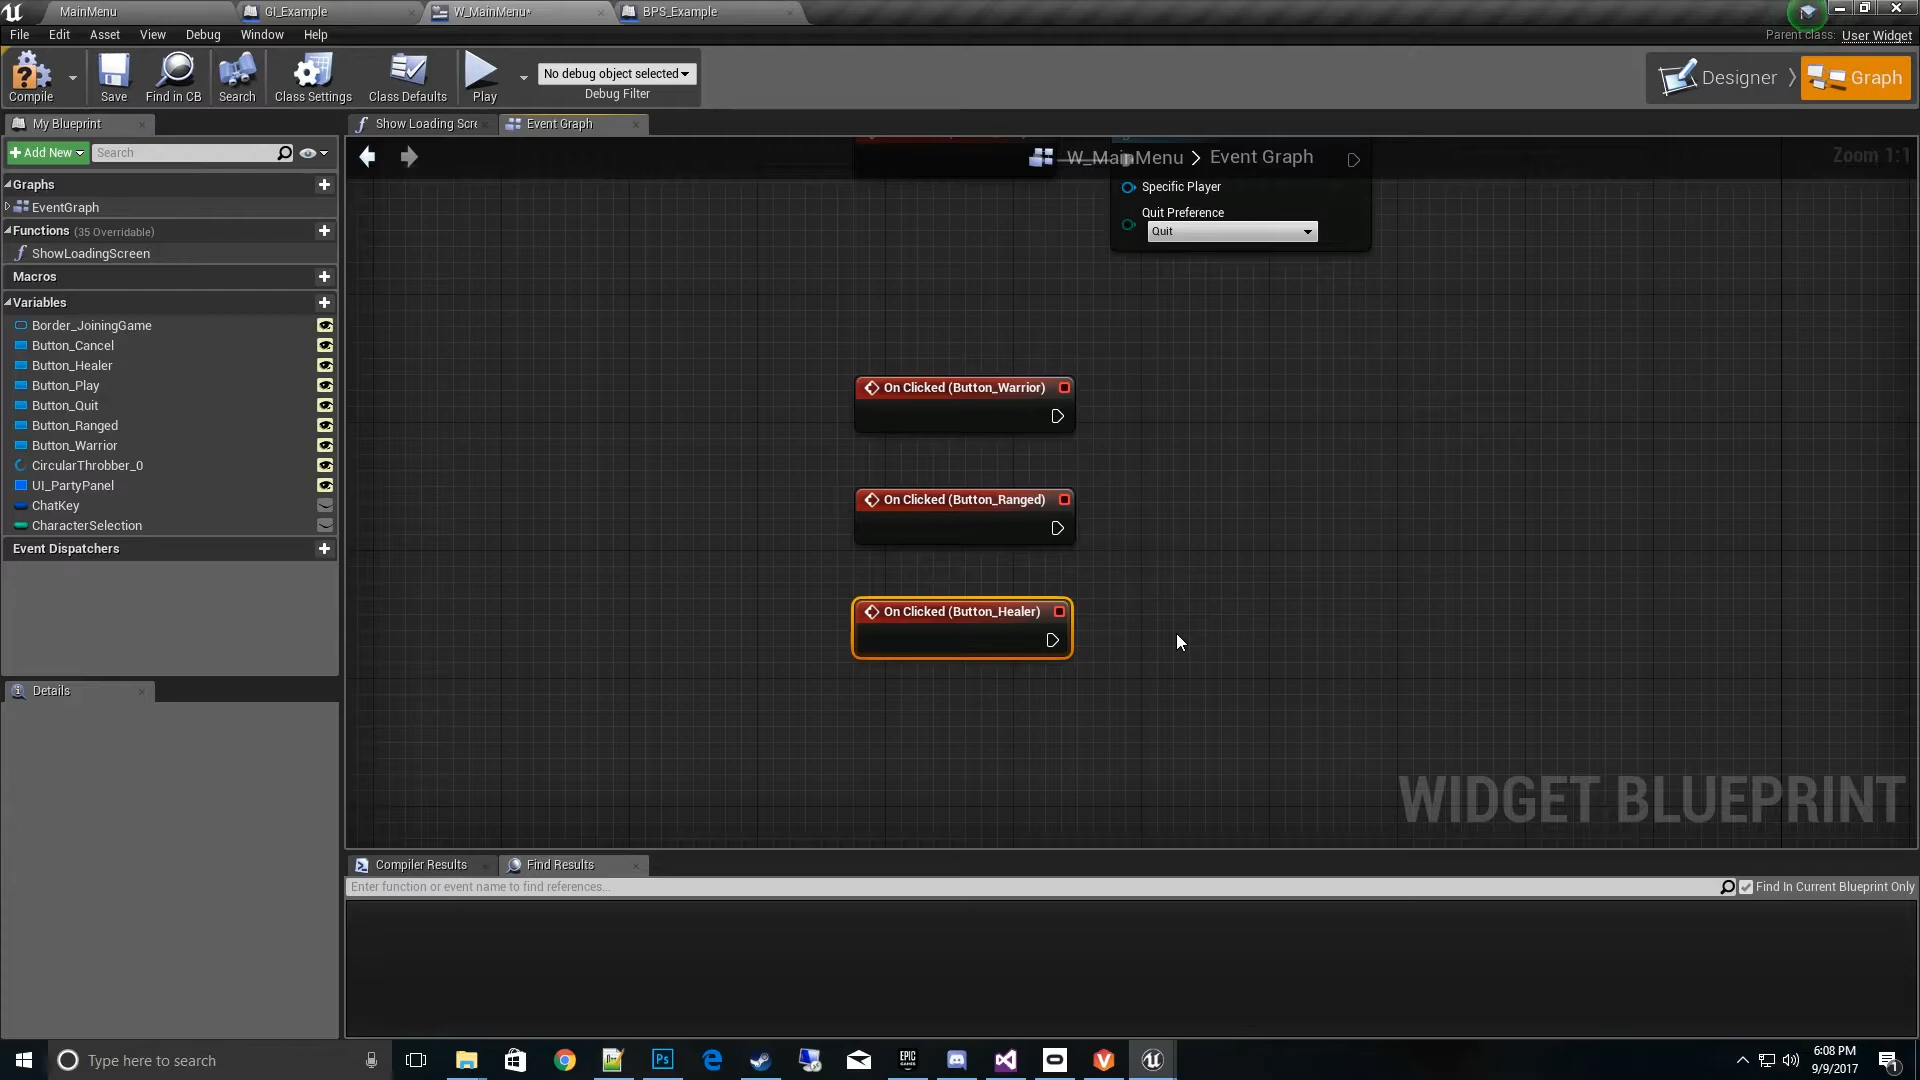 MainMenu
GI_Example
W_MainMenu*
BPS_Example
File
Edit
Asset
View
Debug
Window
Help
Parent class: User Widget
Compile
Save
Find in CB
Search
Class Settings
Class Defaults
Play
No debug object selected
Debug Filter
Designer
Graph
My Blueprint
Show Loading Scre
Event Graph
Add New
Search
W_MainMenu > Event Graph
Zoom 1:1
Graphs
EventGraph
Functions (35 Overridable)
ShowLoadingScreen
Macros
Variables
Border_JoiningGame
Button_Cancel
Button_Healer
Button_Play
Button_Quit
Button_Ranged
Button_Warrior
CircularThrobber_0
UI_PartyPanel
ChatKey
CharacterSelection
Event Dispatchers
Details
Specific Player
Quit Preference
Quit
On Clicked (Button_Warrior)
On Clicked (Button_Ranged)
On Clicked (Button_Healer)
WIDGET BLUEPRINT
Compiler Results
Find Results
Enter function or event name to find references...
Find In Current Blueprint Only
Type here to search
Ps
EPIC
GAMES
6:08 PM
9/9/2017
1